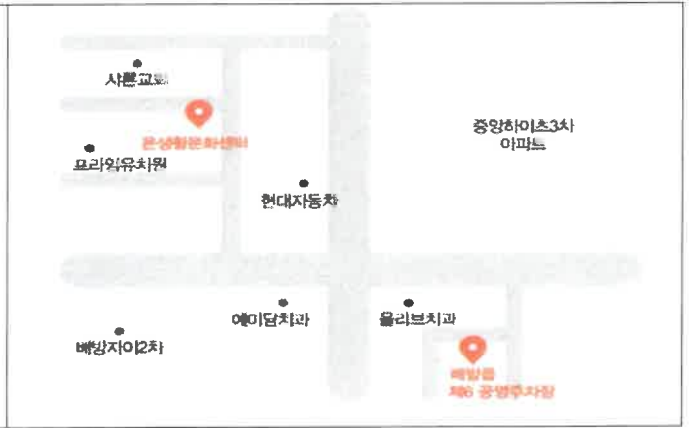 샤론교회
온생활문화센터
프라임유치원
중앙하이츠3차
아파트
현대자동차
예미담치과
올리브치과
배방자이2차
배방읍
제6 공영주차장